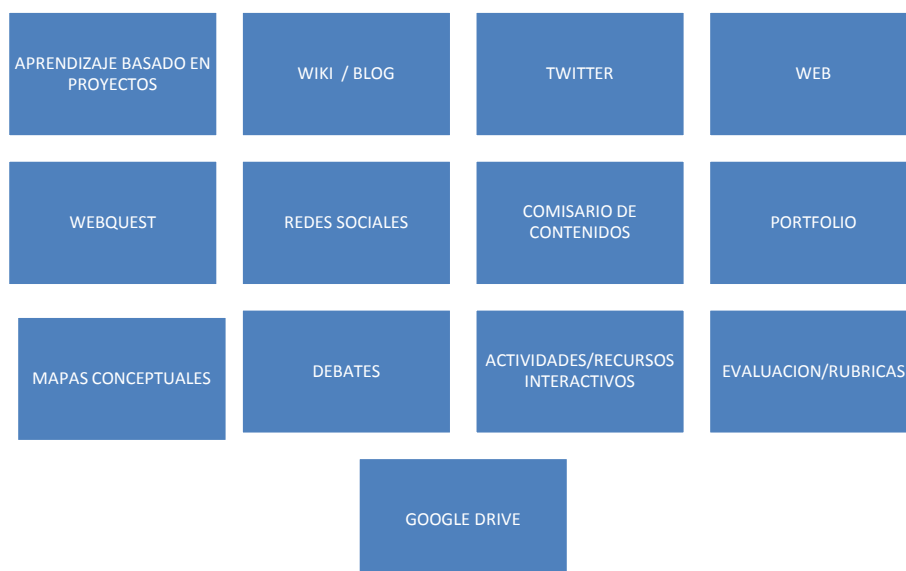 APRENDIZAJE BASADO EN
PROYECTOS
WIKI / BLOG
TWITTER
WEB
WEBQUEST
REDES SOCIALES
COMISARIO DE
CONTENIDOS
PORTFOLIO
MAPAS CONCEPTUALES
DEBATES
ACTIVIDADES/RECURSOS
INTERACTIVOS
EVALUACION/RUBRICAS
GOOGLE DRIVE